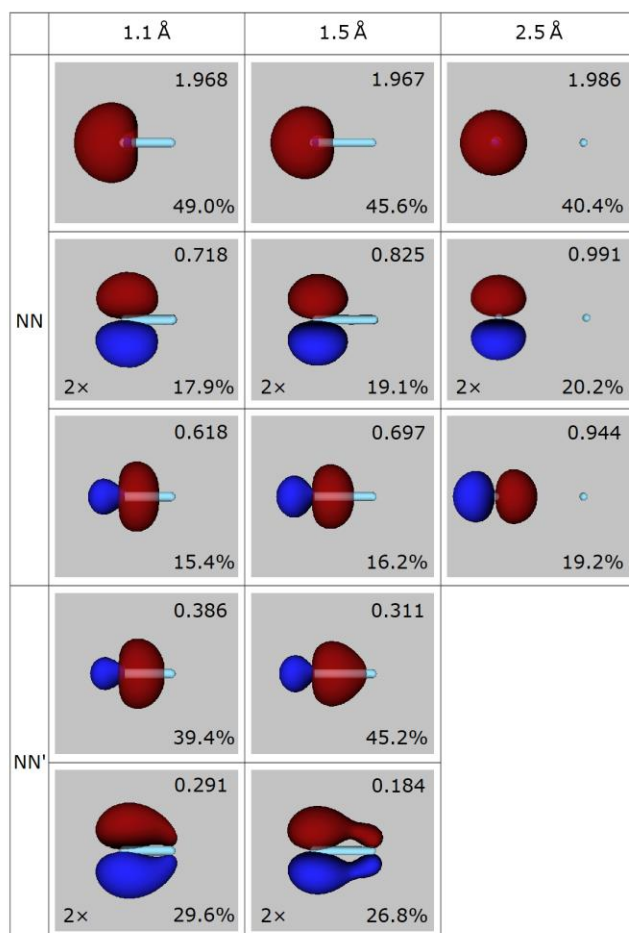 1.1 Å 1.5 Å 2.5 Å
NN
1.968 1.967 1.986
49.0% 45.6% 40.4%
0.718 0.825 0.991
2× 17.9% 2× 19.1% 2× 20.2%
0.618 0.697 0.944
15.4% 16.2% 19.2%
NN'
0.386 0.311
39.4% 45.2%
0.291 0.184
2× 29.6% 2× 26.8%